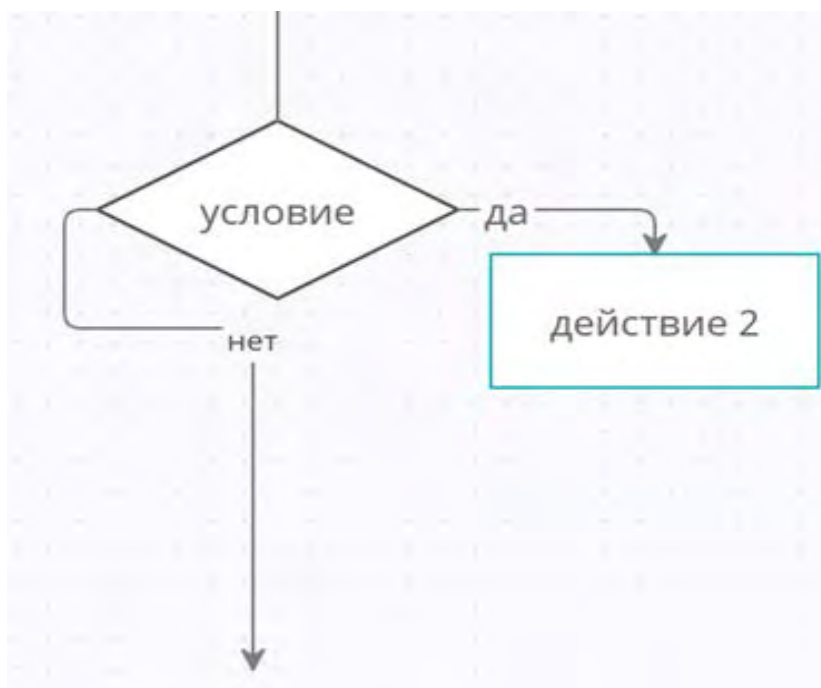 условие
да
действие 2
нет